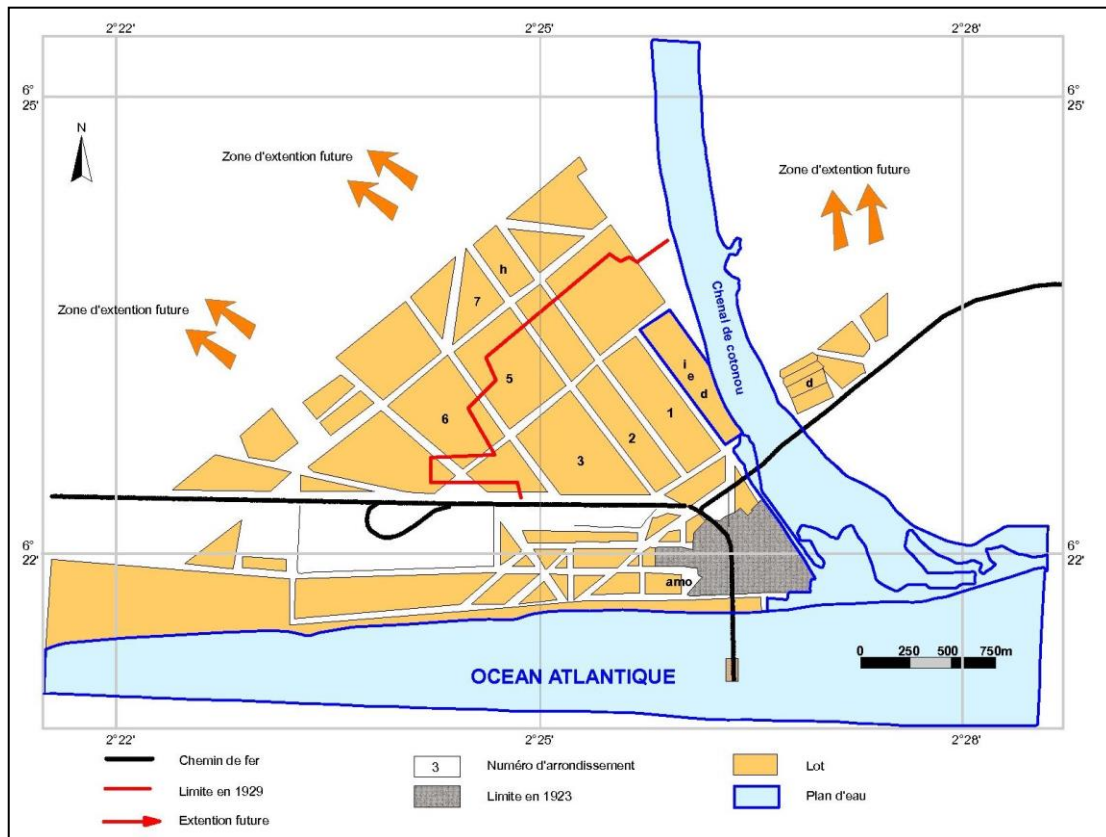 2°22'
2°25'
2°28'
6°
25'
6°
25'
N
Zone d'extention future
Zone d'extention future
Zone d'extention future
Chenal de cotonou
h
7
5
6
3
2
1
i e d
d
6°
22'
6°
22'
amo
0 250 500 750m
OCEAN ATLANTIQUE
2°22'
2°25'
2°28'
Chemin de fer
3 Numéro d'arrondissement
Lot
Limite en 1929
Limite en 1923
Plan d'eau
Extention future